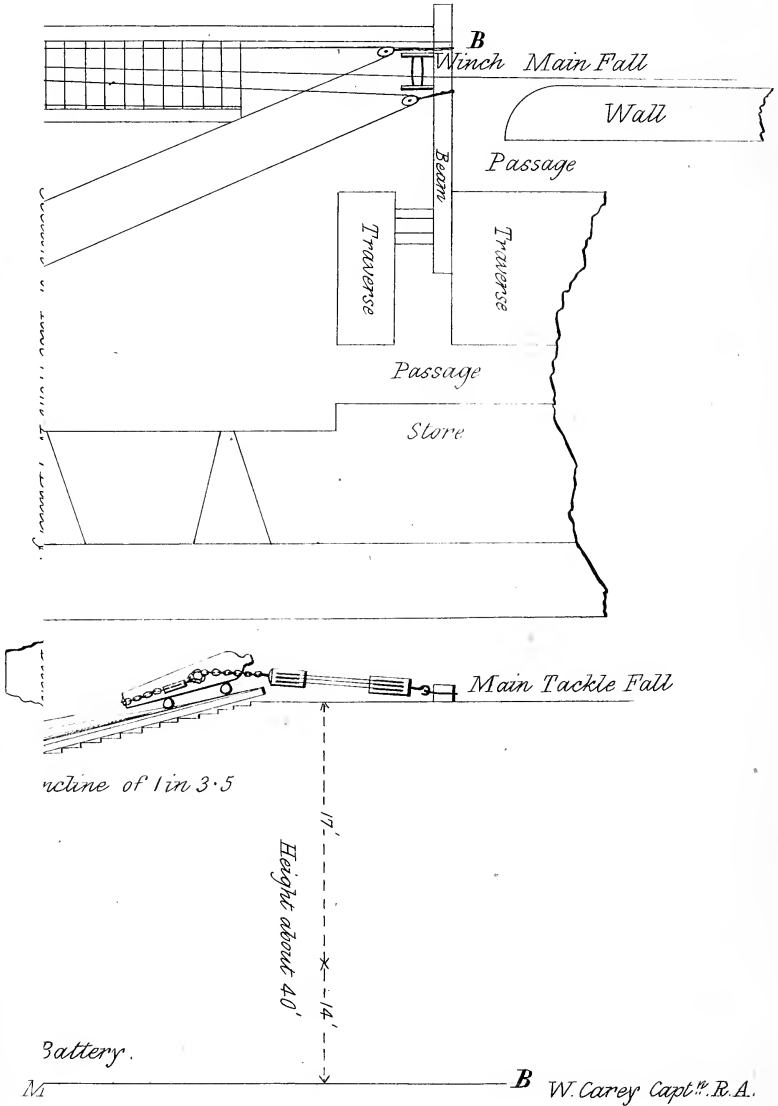 B
Winch Main Fall
Wall
Passage
Beam
Traverse
Traverse
Passage
Store
Main Tackle Fall
ncline of 1 in 3·5
17'
Height about 40'
14'
Battery.
M
B
W. Carey Captn. R.A.